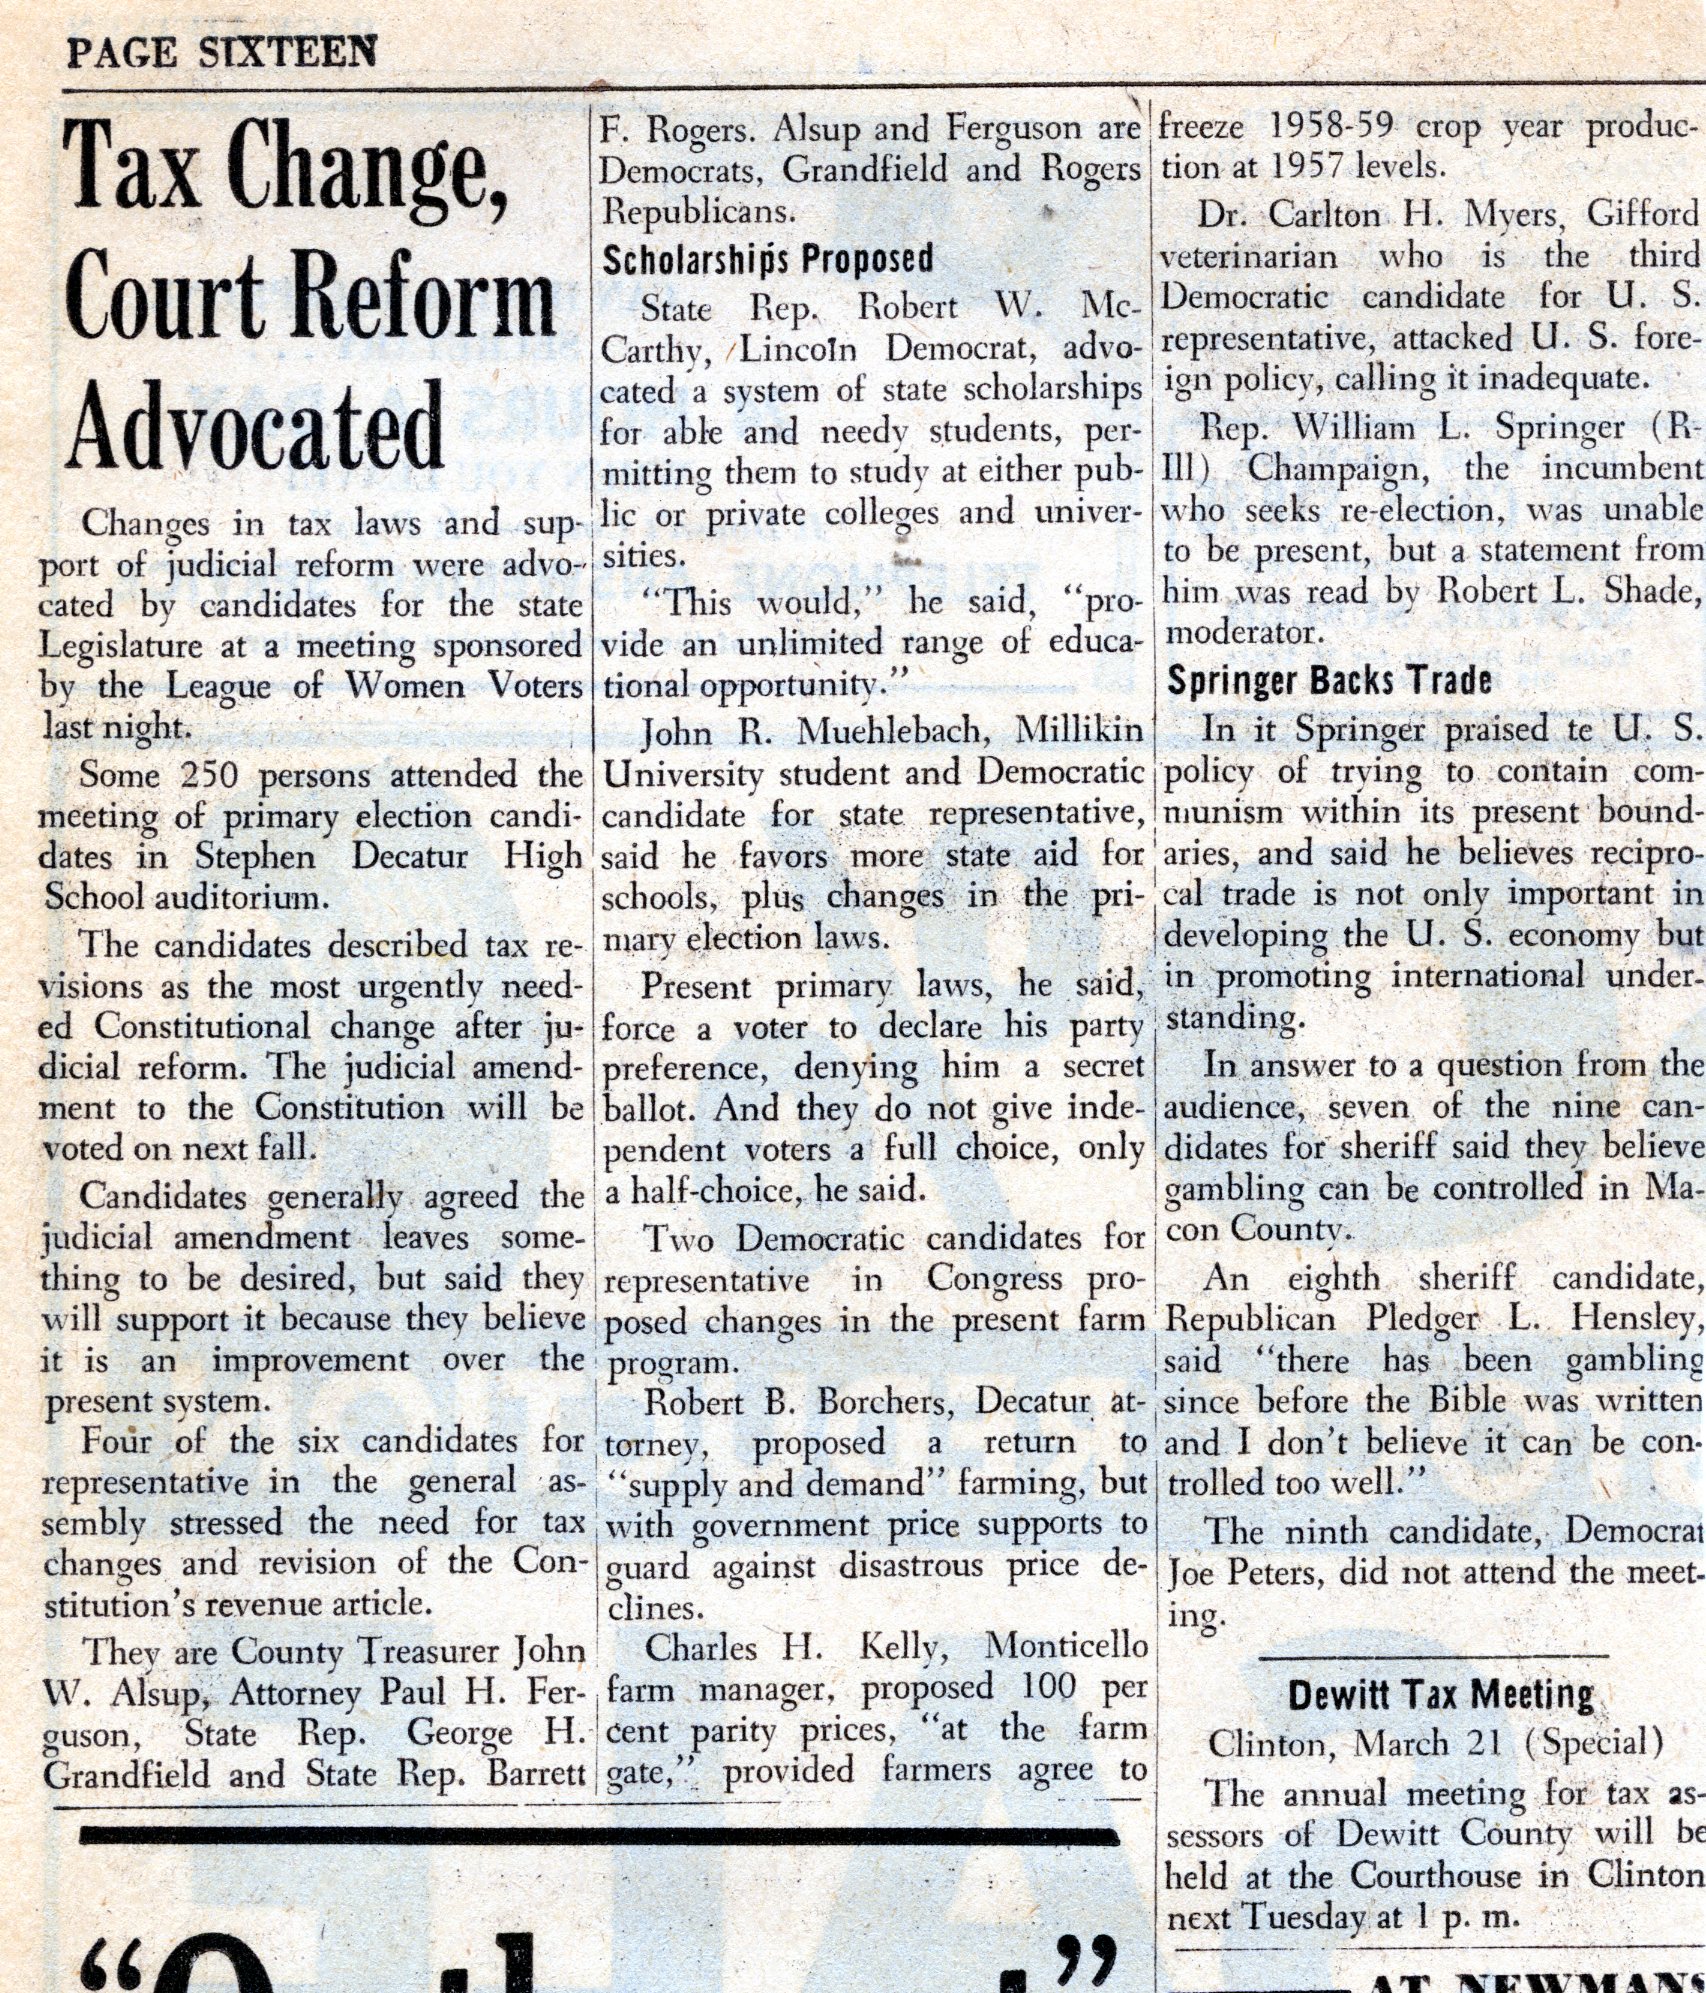 PAGE SIXTEEN
Tax Change,
Court Reform
Advocated
Changes in tax laws and sup-
port of judicial reform were advo-
cated by candidates for the state
Legislature at a meeting sponsored
by the League of Women Voters
last night.
Some 250 persons attended the
meeting of primary election candi-
dates in Stephen Decatur High
School auditorium.
The candidates described tax re-
visions as the most urgently need-
ed Constitutional change after ju-
dicial reform. The judicial amend-
ment to the Constitution will be
voted on next fall.
Candidates generally agreed the
judicial amendment leaves some-
thing to be desired, but said they
will support it because they believe
it is an improvement over the
present system.
Four of the six candidates for
representative in the general as-
sembly stressed the need for tax
changes and revision of the Con-
stitution's revenue article.
They are County Treasurer John
W. Alsup, Attorney Paul H. Fer-
guson, State Rep. George H.
Grandfield and State Rep. Barrett
F. Rogers. Alsup and Ferguson are
Democrats, Grandfield and Rogers
Republicans.
Scholarships Proposed
State Rep. Robert W. Mc-
Carthy, Lincoln Democrat, advo-
cated a system of state scholarships
for able and needy students, per-
mitting them to study at either pub-
lic or private colleges and univer-
sities.
"This would," he said, "pro-
vide an unlimited range of educa-
tional opportunity."
John R. Muehlebach, Millikin
University student and Democratic
candidate for state representative,
said he favors more state aid for
schools, plus changes in the pri-
mary election laws.
Present primary laws, he said,
force a voter to declare his party
preference, denying him a secret
ballot. And they do not give inde-
pendent voters a full choice, only
a half-choice, he said.
Two Democratic candidates for
representative in Congress pro-
posed changes in the present farm
program.
Robert B. Borchers, Decatur at-
torney, proposed a return to
"supply and demand" farming, but
with government price supports to
guard against disastrous price de-
clines.
Charles H. Kelly, Monticello
farm manager, proposed 100 per
cent parity prices, "at the farm
gate," provided farmers agree to
freeze 1958-59 crop year produc-
tion at 1957 levels.
Dr. Carlton H. Myers, Gifford
veterinarian who is the third
Democratic candidate for U. S.
representative, attacked U. S. fore-
ign policy, calling it inadequate.
Rep. William L. Springer (R-
Ill) Champaign, the incumbent
who seeks re-election, was unable
to be present, but a statement from
him was read by Robert L. Shade,
moderator.
Springer Backs Trade
In it Springer praised te U. S.
policy of trying to contain com-
munism within its present bound-
aries, and said he believes recipro-
cal trade is not only important in
developing the U. S. economy but
in promoting international under-
standing.
In answer to a question from the
audience, seven of the nine can-
didates for sheriff said they believe
gambling can be controlled in Ma-
con County.
An eighth sheriff candidate,
Republican Pledger L. Hensley,
said "there has been gambling
since before the Bible was written
and I don't believe it can be con-
trolled too well."
The ninth candidate, Democrat
Joe Peters, did not attend the meet-
ing.
Dewitt Tax Meeting
Clinton, March 21 (Special)
The annual meeting for tax as-
sessors of Dewitt County will be
held at the Courthouse in Clinton
next Tuesday at 1 p. m.
AT NEWMANS